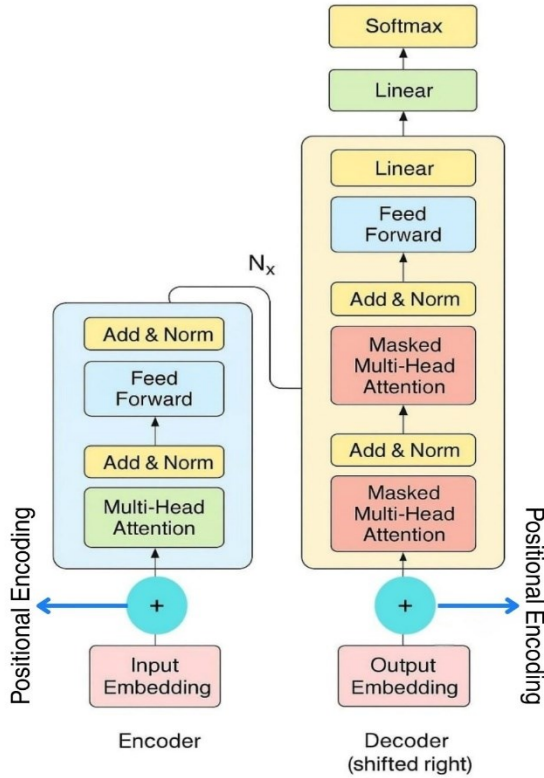 Softmax
Linear
Linear
Feed
Forward
Add & Norm
Masked
Multi-Head
Attention
Add & Norm
Masked
Multi-Head
Attention
+
Output
Embedding
Decoder
(shifted right)
Positional Encoding
Nx
Add & Norm
Feed
Forward
Add & Norm
Multi-Head
Attention
+
Input
Embedding
Encoder
Positional Encoding